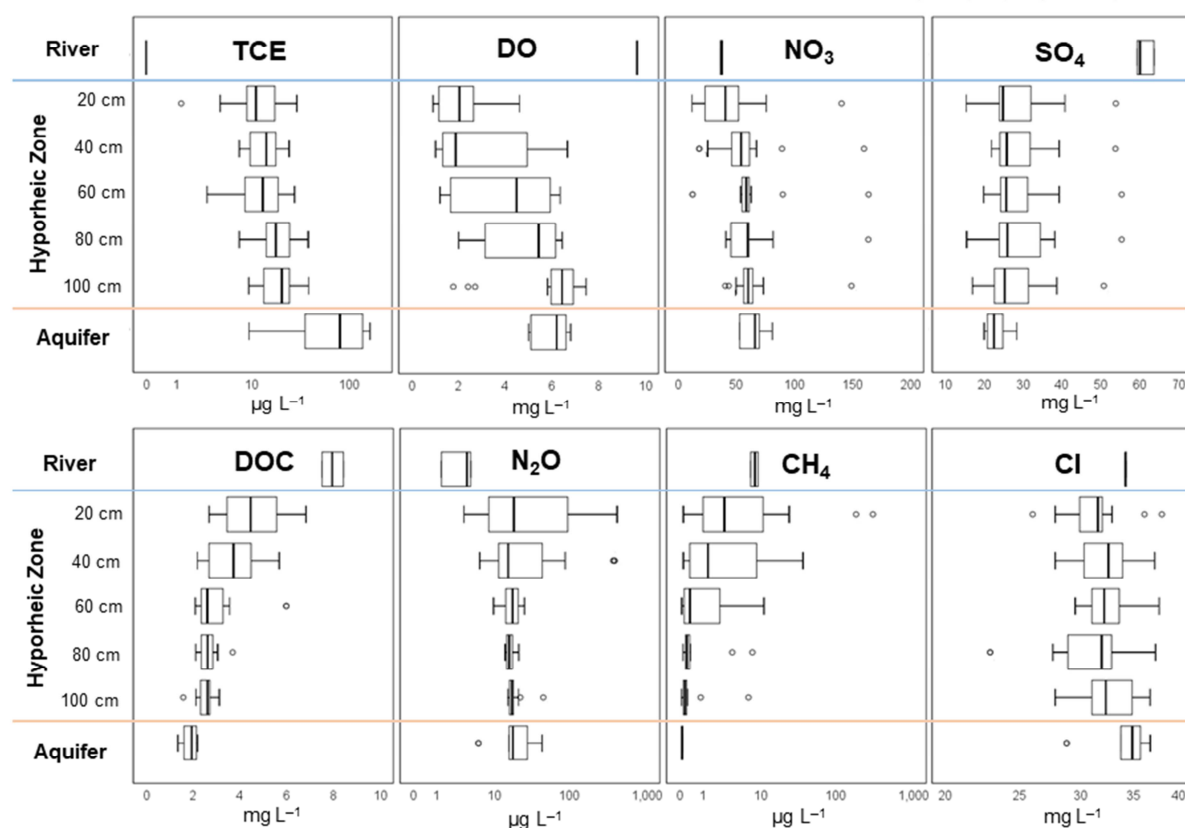 River
TCE
DO
NO₃
SO₄
Hyporheic Zone
20 cm
40 cm
60 cm
80 cm
100 cm
Aquifer
0 1 10 100
0 2 4 6 8 10
0 50 100 150 200
10 20 30 40 50 60 70
µg L⁻¹
mg L⁻¹
mg L⁻¹
mg L⁻¹
River
DOC
N₂O
CH₄
Cl
Hyporheic Zone
20 cm
40 cm
60 cm
80 cm
100 cm
Aquifer
0 2 4 6 8 10
0 1 10 100 1,000
0 1 10 100 1,000
20 25 30 35 40
mg L⁻¹
µg L⁻¹
µg L⁻¹
mg L⁻¹